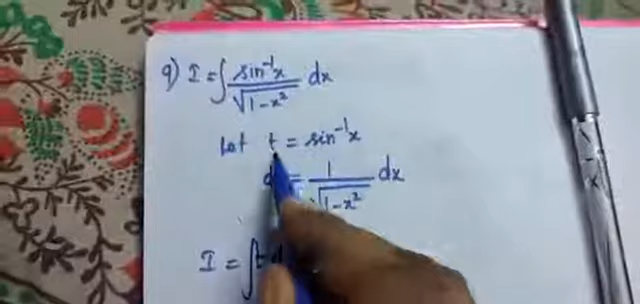 9) I = ∫ sin⁻¹x / √1-x² dx
Let t = sin⁻¹x
d = 1 / √1-x² dx
I = ∫ t d